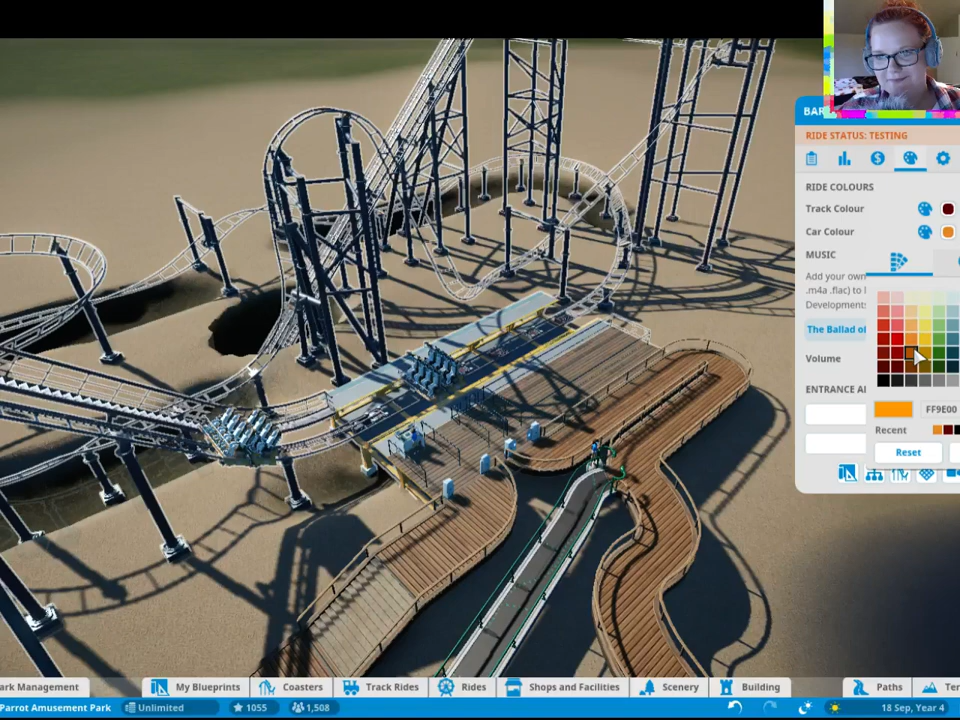 BAR
RIDE STATUS: TESTING
RIDE COLOURS
Track Colour
Car Colour
MUSIC
Add your own
.m4a .flac) to
Developments
The Ballad of
Volume
ENTRANCE A
FF9E00
Recent
Reset
ark Management
My Blueprints
Coasters
Track Rides
Rides
Shops and Facilities
Scenery
Building
Paths
Ter
Parrot Amusement Park
Unlimited
1055
1,508
18 Sep, Year 4